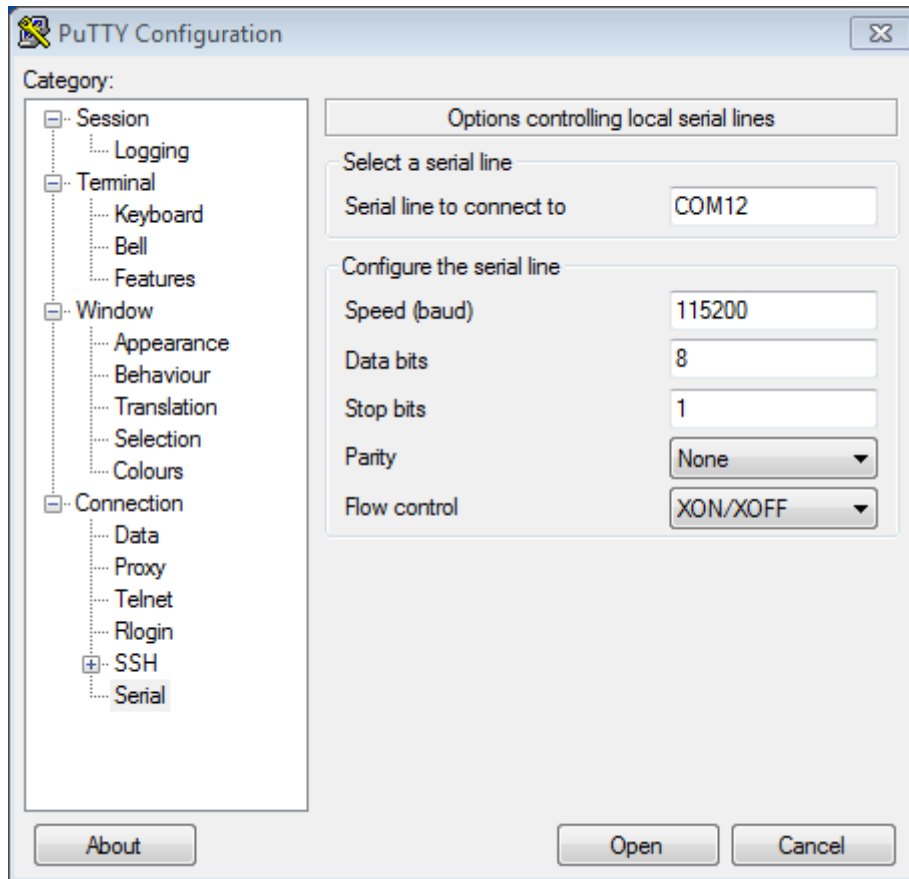 PuTTY Configuration
Category:
Session
Logging
Terminal
Keyboard
Bell
Features
Window
Appearance
Behaviour
Translation
Selection
Colours
Connection
Data
Proxy
Telnet
Rlogin
SSH
Serial
Options controlling local serial lines
Select a serial line
Serial line to connect to COM12
Configure the serial line
Speed (baud) 115200
Data bits 8
Stop bits 1
Parity None
Flow control XON/XOFF
About Open Cancel